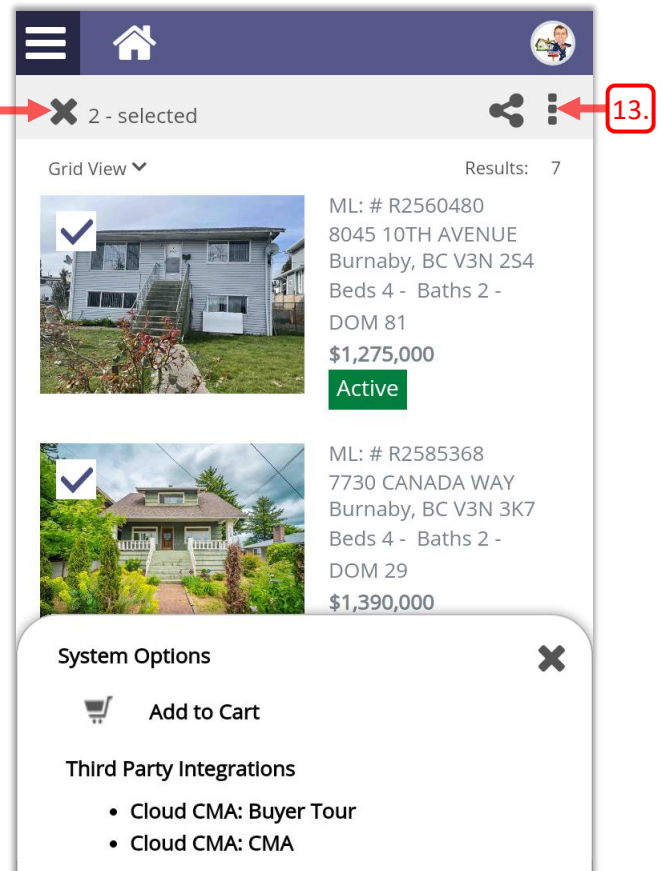 2 - selected
13.
Grid View
Results: 7
ML: # R2560480
8045 10TH AVENUE
Burnaby, BC V3N 2S4
Beds 4 - Baths 2 -
DOM 81
$1,275,000
Active
ML: # R2585368
7730 CANADA WAY
Burnaby, BC V3N 3K7
Beds 4 - Baths 2 -
DOM 29
$1,390,000
System Options
Add to Cart
Third Party Integrations
• Cloud CMA: Buyer Tour
• Cloud CMA: CMA